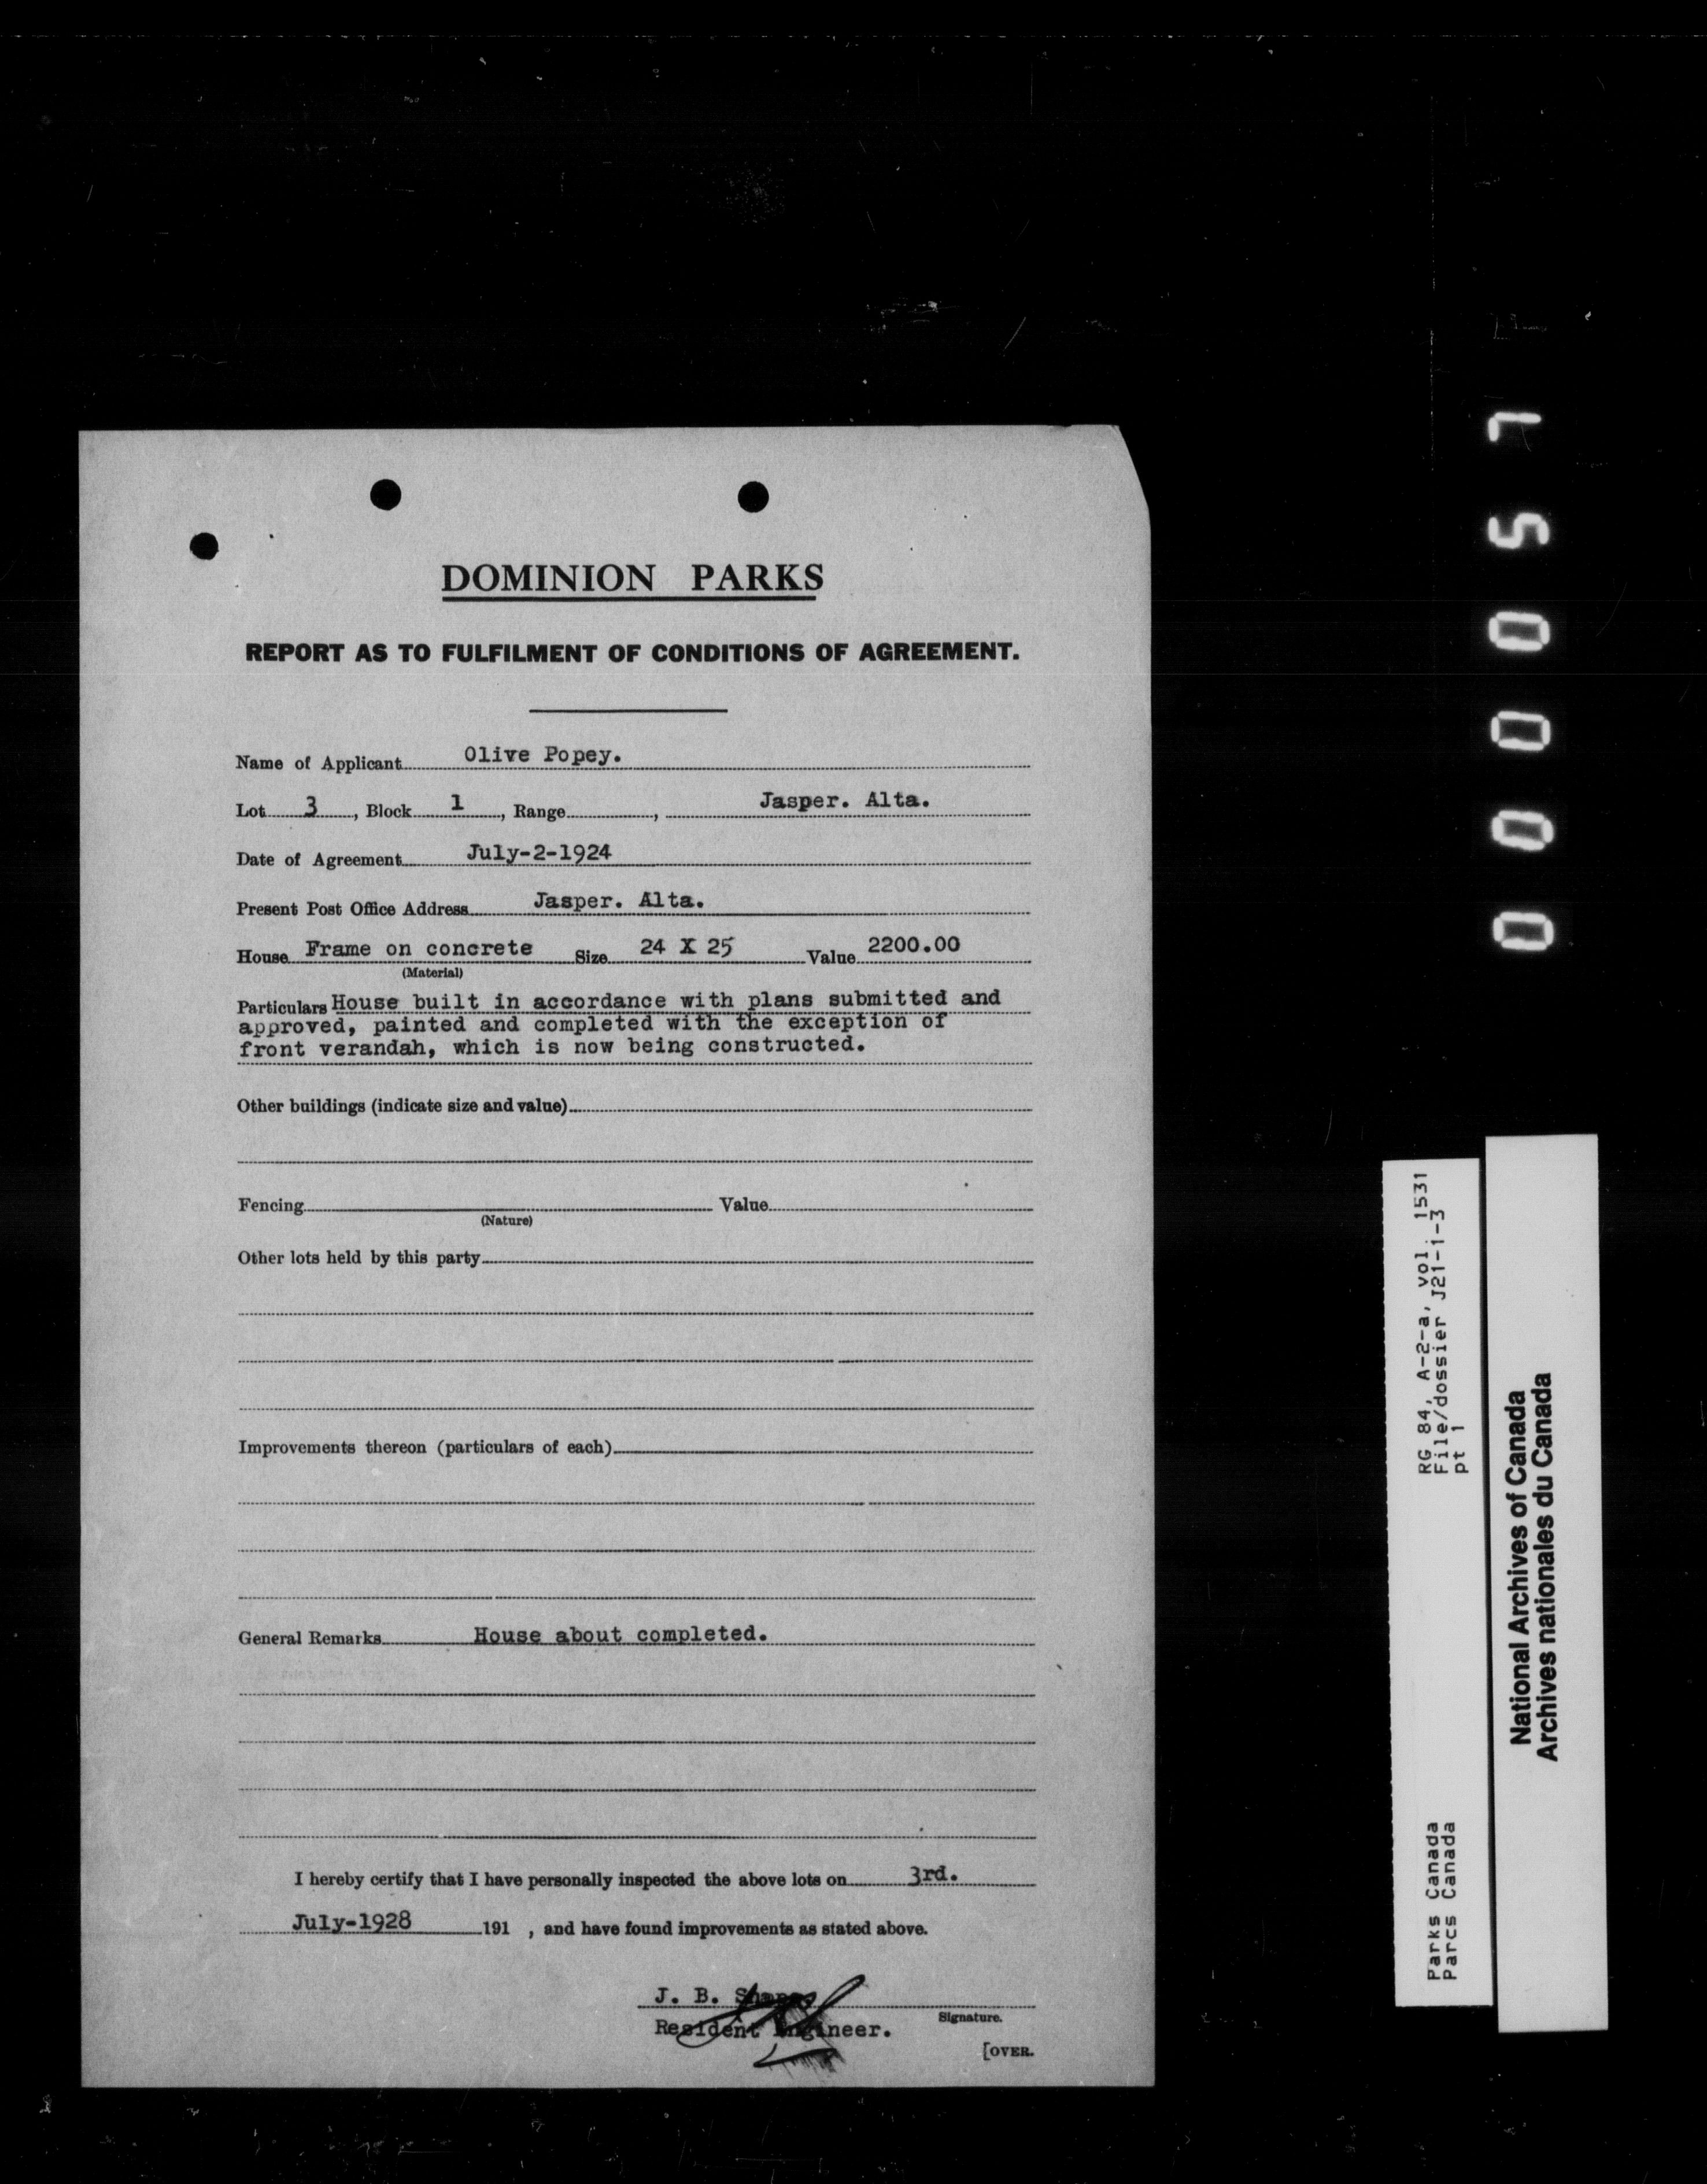 DOMINION PARKS
REPORT AS TO FULFILMENT OF CONDITIONS OF AGREEMENT.
Name of Applicant Olive Popey.
Lot 3, Block 1, Range , Jasper. Alta.
Date of Agreement July-2-1924
Present Post Office Address Jasper. Alta.
House Frame on concrete Size 24 X 25 Value 2200.00
(Material)
Particulars House built in accordance with plans submitted and
approved, painted and completed with the exception of
front verandah, which is now being constructed.
Other buildings (indicate size and value)
Fencing Value
(Nature)
Other lots held by this party
Improvements thereon (particulars of each)
General Remarks House about completed.
I hereby certify that I have personally inspected the above lots on 3rd.
July-1928 191 , and have found improvements as stated above.
J. B.
Signature.
Resident Engineer.
[OVER.
000057
RG 84, A-2-a, vol. 1531
File/dossier J21-1-3
pt 1
Parks Canada
Parcs Canada
National Archives of Canada
Archives nationales du Canada